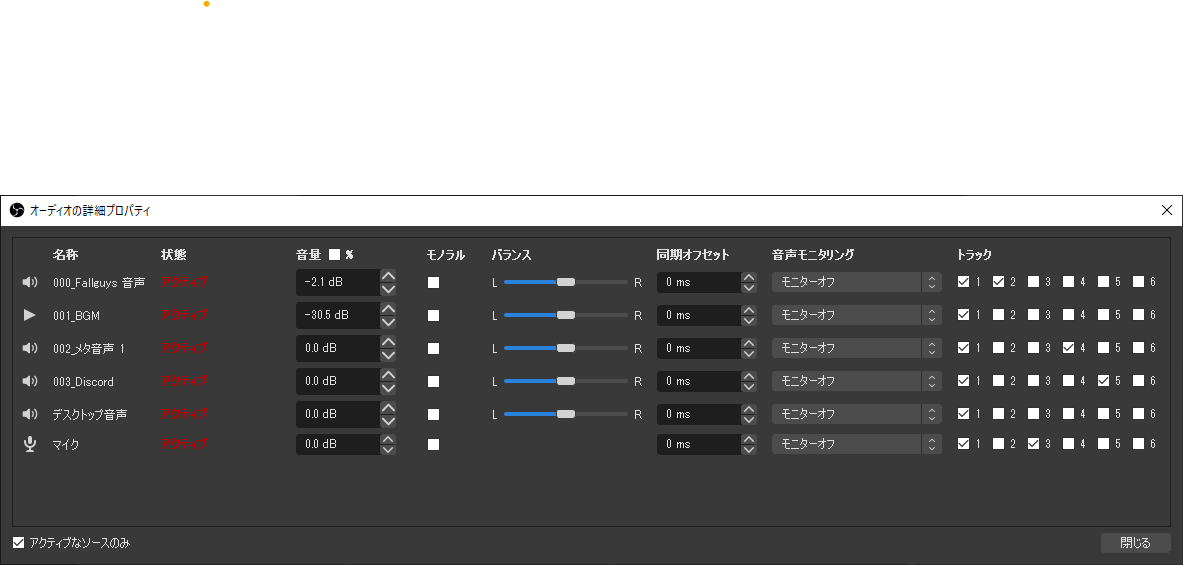 オーディオの詳細プロパティ
名称 状態 音量 % モノラル バランス 同期オフセット 音声モニタリング トラック
000_Fallguys 音声 アクティブ -2.1 dB L R 0 ms モニターオフ 1 2 3 4 5 6
001_BGM アクティブ -30.5 dB L R 0 ms モニターオフ 1 2 3 4 5 6
002_メタ音声 1 アクティブ 0.0 dB L R 0 ms モニターオフ 1 2 3 4 5 6
003_Discord アクティブ 0.0 dB L R 0 ms モニターオフ 1 2 3 4 5 6
デスクトップ音声 アクティブ 0.0 dB L R 0 ms モニターオフ 1 2 3 4 5 6
マイク アクティブ 0.0 dB 0 ms モニターオフ 1 2 3 4 5 6
アクティブなソースのみ 閉じる